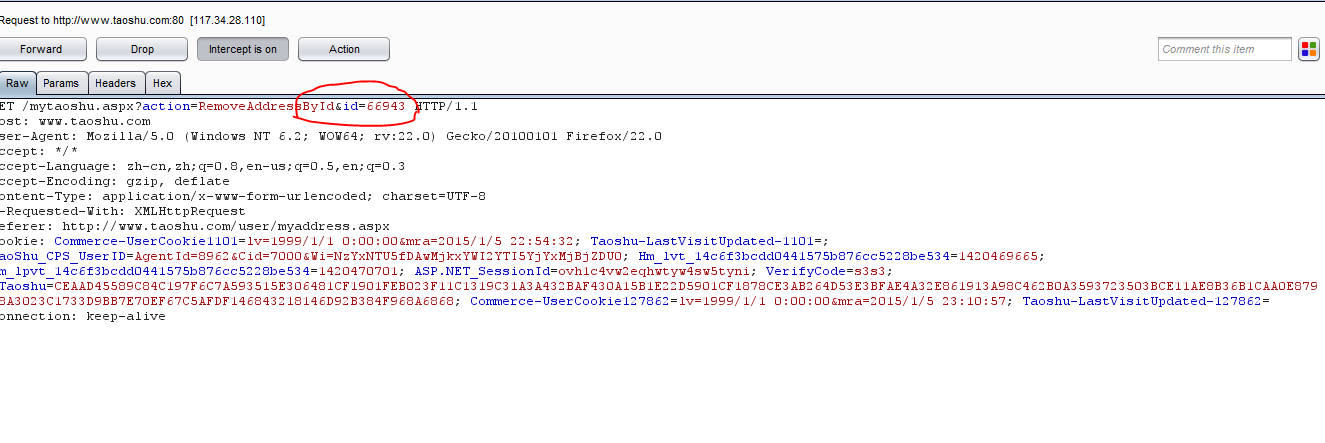 Request to http://www.taoshu.com:80 [117.34.28.110]
Forward Drop Intercept is on Action Comment this item
Raw Params Headers Hex
ET /mytaoshu.aspx?action=RemoveAddressById&id=66943 HTTP/1.1
ost: www.taoshu.com
ser-Agent: Mozilla/5.0 (Windows NT 6.2; WOW64; rv:22.0) Gecko/20100101 Firefox/22.0
ccept: */*
ccept-Language: zh-cn,zh;q=0.8,en-us;q=0.5,en;q=0.3
ccept-Encoding: gzip, deflate
ontent-Type: application/x-www-form-urlencoded; charset=UTF-8
-Requested-With: XMLHttpRequest
eferer: http://www.taoshu.com/user/myaddress.aspx
ookie: Commerce-UserCookie1101=lv=1999/1/1 0:00:00&mra=2015/1/5 22:54:32; Taoshu-LastVisitUpdated-1101=;
aoShu_CPS_UserID=AgentId=8962&Cid=7000&Wi=NzYxNTU5fDAwMjkxYWI2YTI5YjYxMjBjZDU0; Hm_lvt_14c6f3bcdd0441575b876cc5228be534=1420469665;
m_lpvt_14c6f3bcdd0441575b876cc5228be534=1420470701; ASP.NET_SessionId=ovh1c4vw2eqhwtyw4sw5tyni; VerifyCode=s3s3;
Taoshu=CEAAD45589C84C197F6C7A593515E306481CF1901FEB023F11C1319C31A3A432BAF430A15B1E22D5901CF1878CE3AB264D53E3BFAE4A32E861913A98C462B0A3593723503BCE11AE8B36B1CAA0E879
8A3023C1733D9BB7E70EF67C5AFDF146843218146D92B384F968A6868; Commerce-UserCookie127862=lv=1999/1/1 0:00:00&mra=2015/1/5 23:10:57; Taoshu-LastVisitUpdated-127862=
onnection: keep-alive